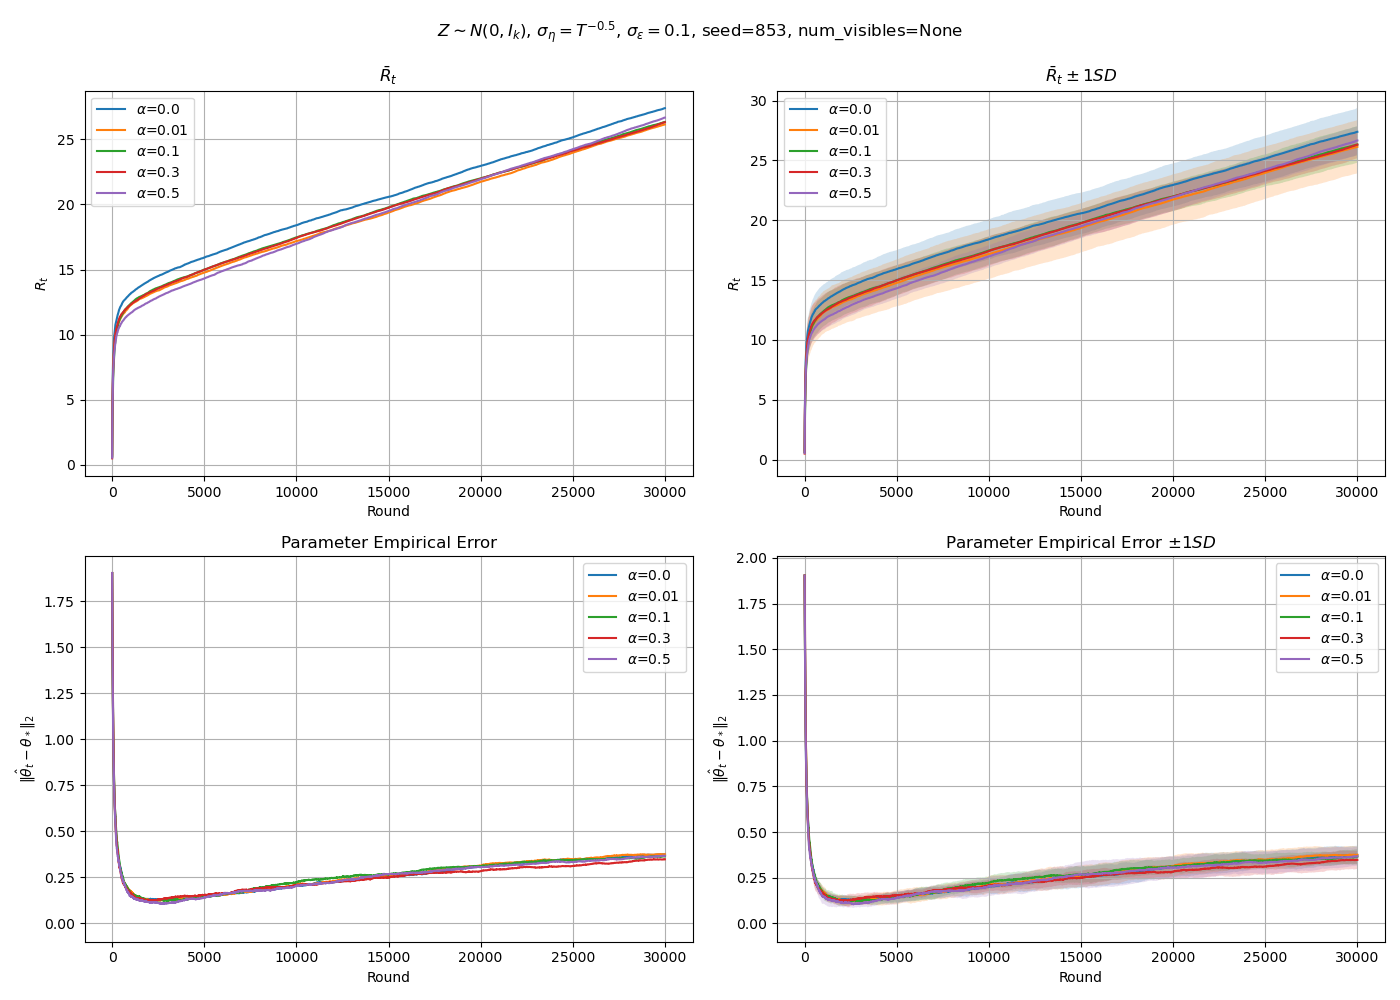 Z ∼ N(0, I_k), σ_η = T^{−0.5}, σ_ε = 0.1, seed=853, num_visibles=None
R̄_t
R_t
25
20
15
10
5
0
α=0.0
α=0.01
α=0.1
α=0.3
α=0.5
0 5000 10000 15000 20000 25000 30000
Round
R̄_t ± 1SD
R_t
30
25
20
15
10
5
0
α=0.0
α=0.01
α=0.1
α=0.3
α=0.5
0 5000 10000 15000 20000 25000 30000
Round
Parameter Empirical Error
‖θ̂_t − θ_*‖_2
1.75
1.50
1.25
1.00
0.75
0.50
0.25
0.00
α=0.0
α=0.01
α=0.1
α=0.3
α=0.5
0 5000 10000 15000 20000 25000 30000
Round
Parameter Empirical Error ±1SD
‖θ̂_t − θ_*‖_2
2.00
1.75
1.50
1.25
1.00
0.75
0.50
0.25
0.00
α=0.0
α=0.01
α=0.1
α=0.3
α=0.5
0 5000 10000 15000 20000 25000 30000
Round